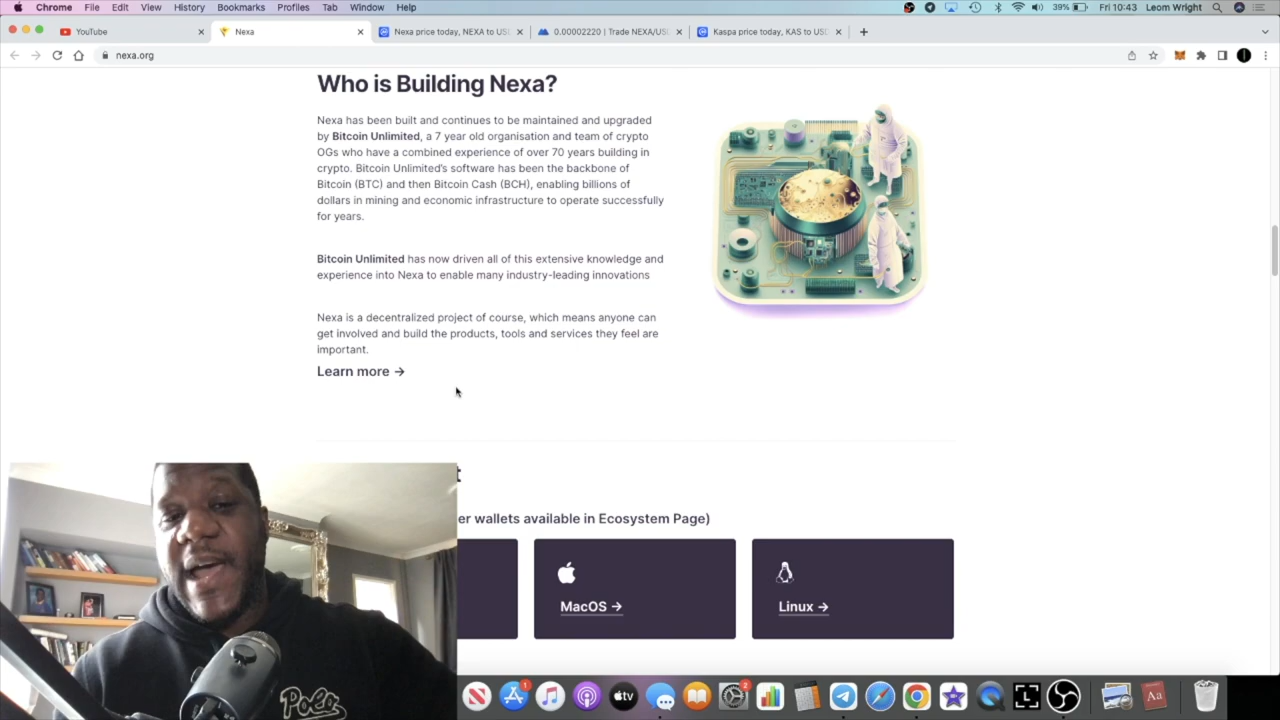 Chrome File Edit View History Bookmarks Profiles Tab Window Help 39% Fri 10:43 Leom Wright
YouTube Nexa Nexa price today, NEXA to USD 0.00002220 | Trade NEXA/USD Kaspa price today, KAS to USD
nexa.org
Who is Building Nexa?
Nexa has been built and continues to be maintained and upgraded
by Bitcoin Unlimited, a 7 year old organisation and team of crypto
OGs who have a combined experience of over 70 years building in
crypto. Bitcoin Unlimited's software has been the backbone of
Bitcoin (BTC) and then Bitcoin Cash (BCH), enabling billions of
dollars in mining and economic infrastructure to operate successfully
for years.
Bitcoin Unlimited has now driven all of this extensive knowledge and
experience into Nexa to enable many industry-leading innovations
Nexa is a decentralized project of course, which means anyone can
get involved and build the products, tools and services they feel are
important.
Learn more →
er wallets available in Ecosystem Page)
MacOS →
Linux →
tv
1
2
Aa